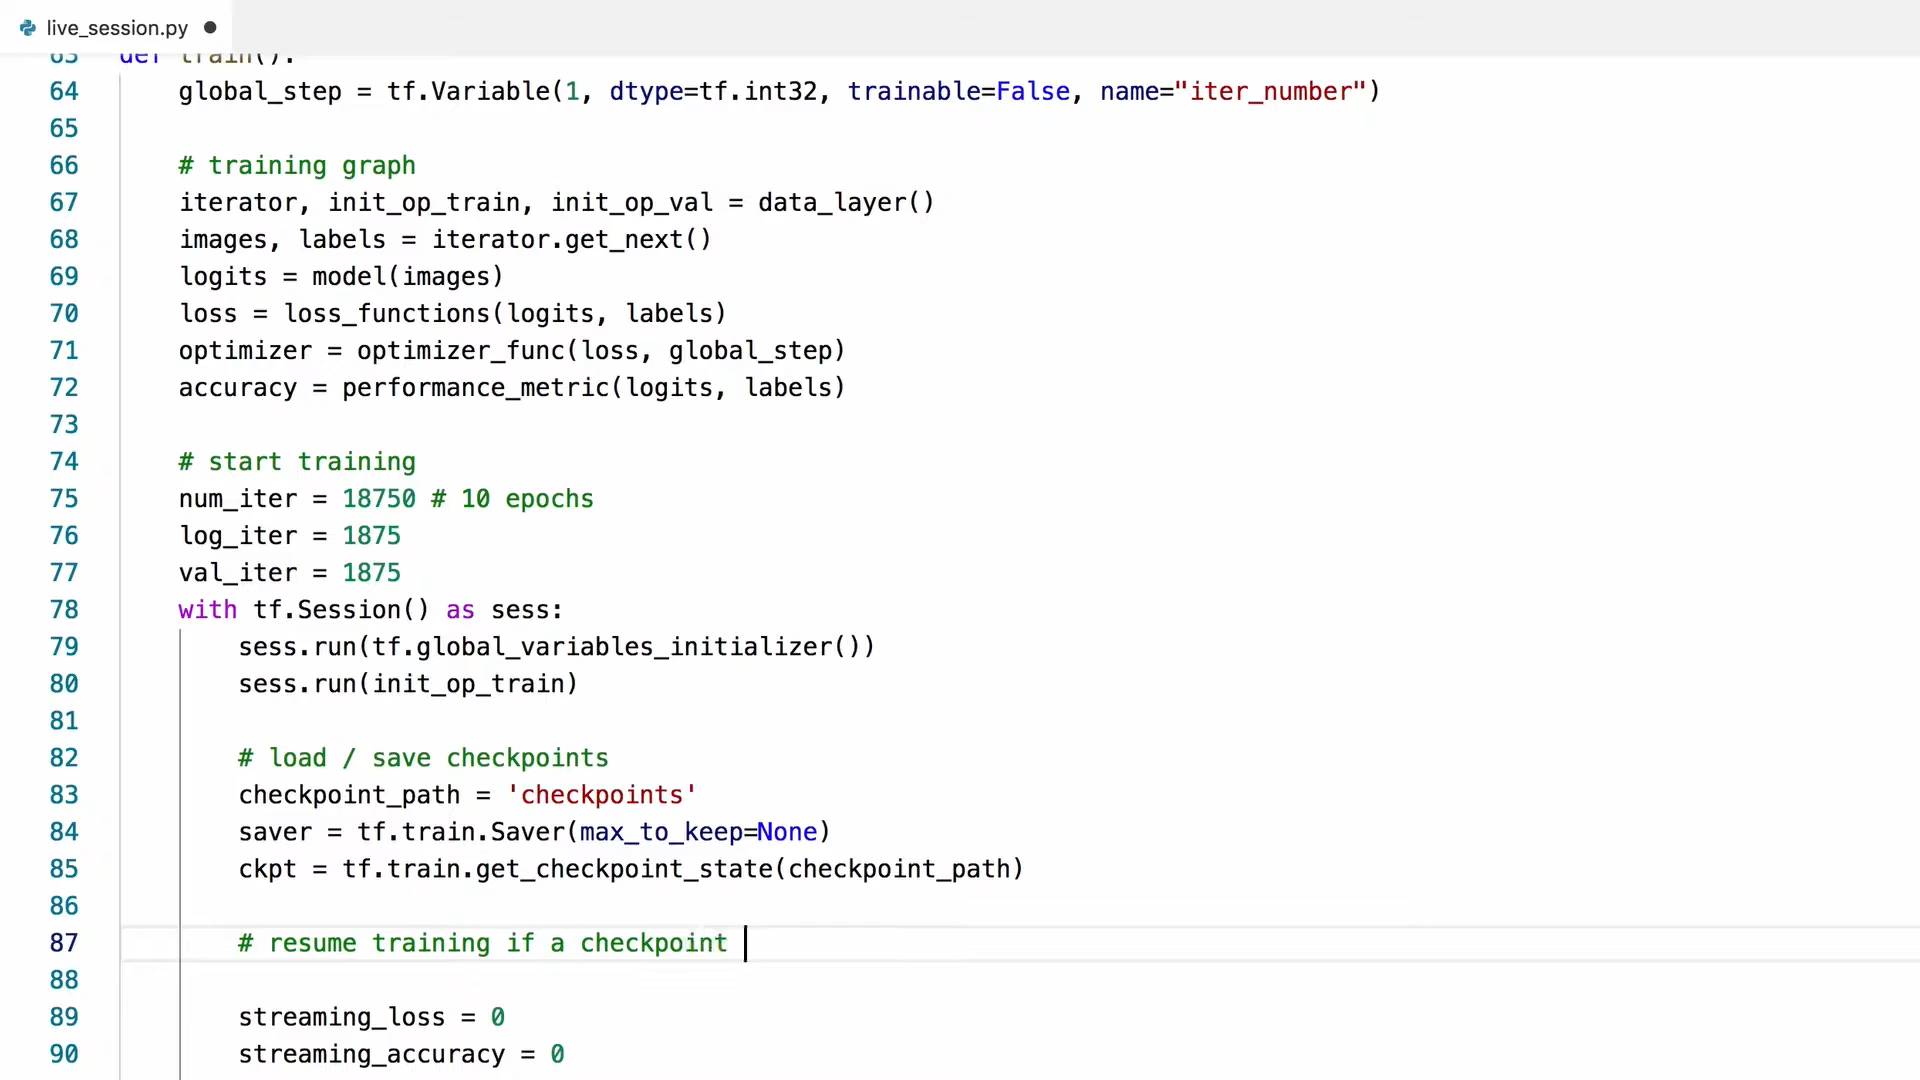 live_session.py
63 def train():
64 global_step = tf.Variable(1, dtype=tf.int32, trainable=False, name="iter_number")
65
66 # training graph
67 iterator, init_op_train, init_op_val = data_layer()
68 images, labels = iterator.get_next()
69 logits = model(images)
70 loss = loss_functions(logits, labels)
71 optimizer = optimizer_func(loss, global_step)
72 accuracy = performance_metric(logits, labels)
73
74 # start training
75 num_iter = 18750 # 10 epochs
76 log_iter = 1875
77 val_iter = 1875
78 with tf.Session() as sess:
79 sess.run(tf.global_variables_initializer())
80 sess.run(init_op_train)
81
82 # load / save checkpoints
83 checkpoint_path = 'checkpoints'
84 saver = tf.train.Saver(max_to_keep=None)
85 ckpt = tf.train.get_checkpoint_state(checkpoint_path)
86
87 # resume training if a checkpoint
88
89 streaming_loss = 0
90 streaming_accuracy = 0